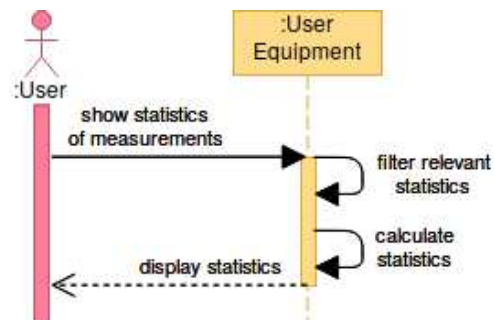 :User
Equipment
:User
show statistics
of measurements
filter relevant
statistics
calculate
statistics
display statistics